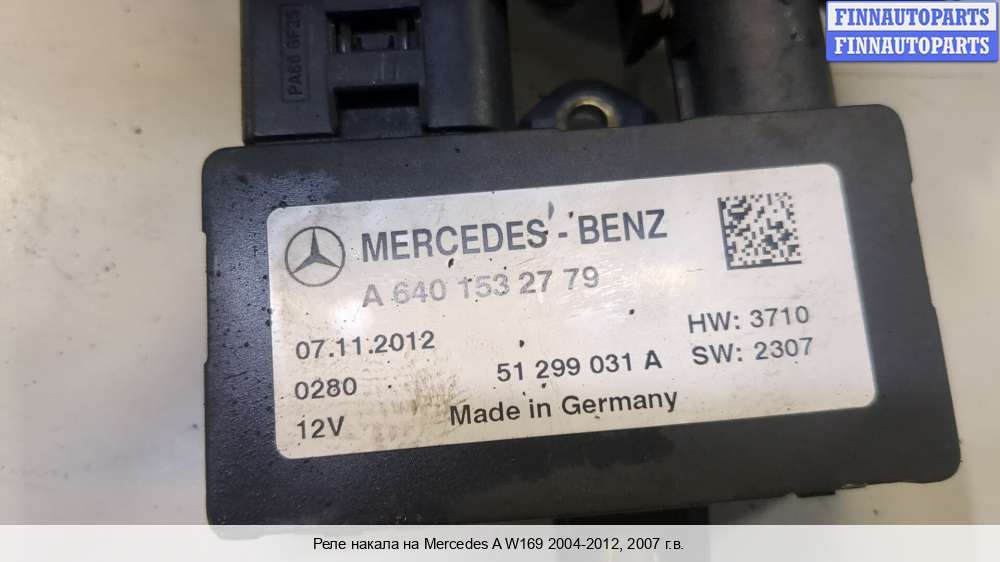 FINNAUTOPARTS
FINNAUTOPARTS
PA66 GF25
MERCEDES - BENZ
A 640 153 27 79
07.11.2012
HW: 3710
0280
51 299 031 A
SW: 2307
12V
Made in Germany
Реле накала на Mercedes A W169 2004-2012, 2007 г.в.